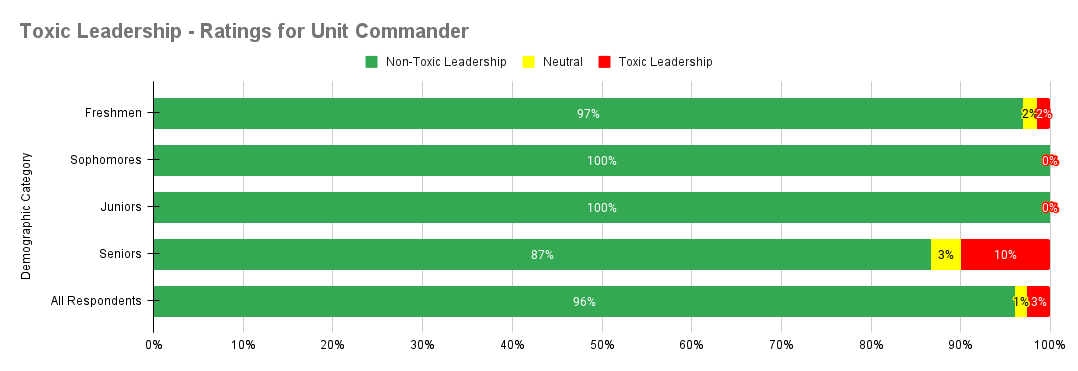 Toxic Leadership - Ratings for Unit Commander
Non-Toxic Leadership Neutral Toxic Leadership
Demographic Category
Freshmen 97% 2% 2%
Sophomores 100% 0%
Juniors 100% 0%
Seniors 87% 3% 10%
All Respondents 96% 1% 3%
0% 10% 20% 30% 40% 50% 60% 70% 80% 90% 100%